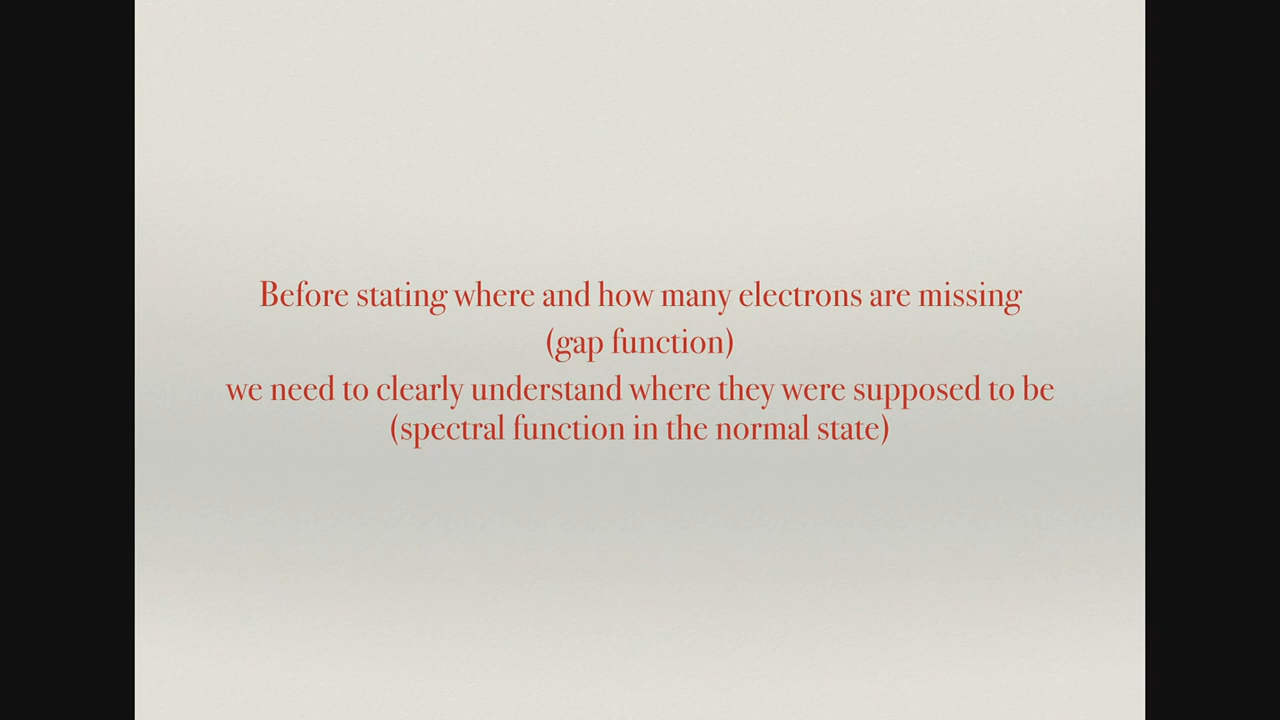 Before stating where and how many electrons are missing
(gap function)
we need to clearly understand where they were supposed to be
(spectral function in the normal state)